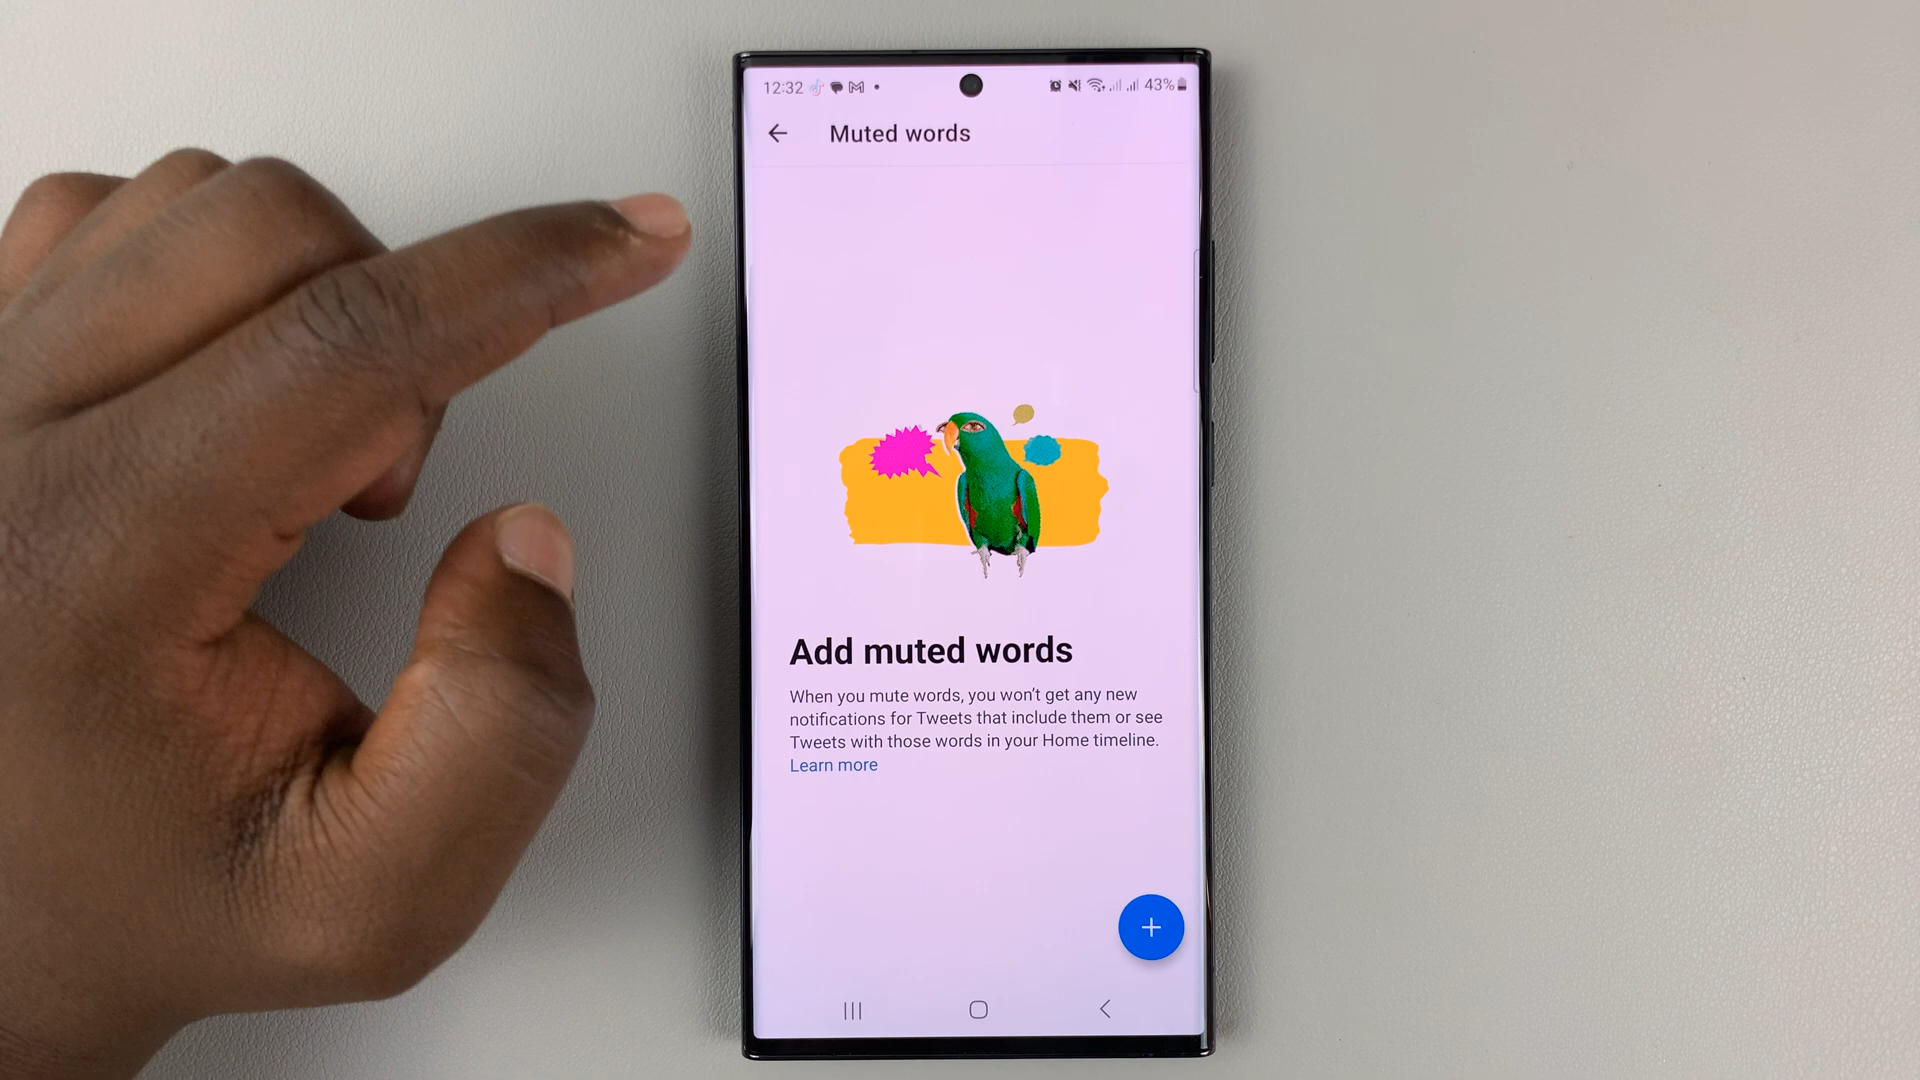 12:32 43%
Muted words
Add muted words
When you mute words, you won't get any new
notifications for Tweets that include them or see
Tweets with those words in your Home timeline.
Learn more